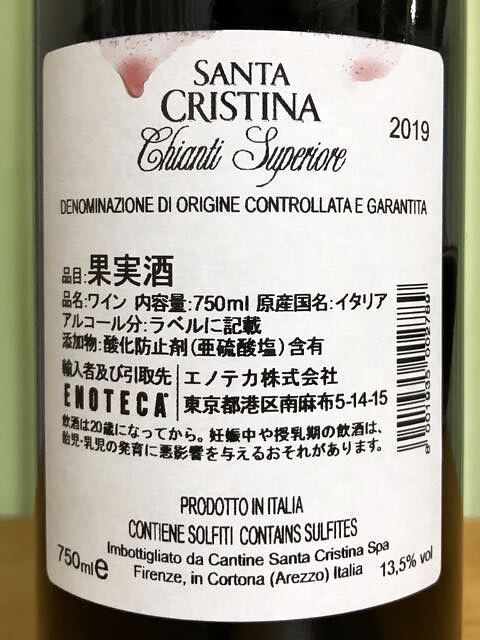 SANTA
CRISTINA
2019
Chianti Superiore
DENOMINAZIONE DI ORIGINE CONTROLLATA E GARANTITA
品目:果実酒
品名:ワイン 内容量:750ml 原産国名:イタリア
アルコール分:ラベルに記載
添加物:酸化防止剤(亜硫酸塩)含有
輸入者及び引取先 エノテカ株式会社
ENOTECA 東京都港区南麻布5-14-15
飲酒は20歳になってから。妊娠中や授乳期の飲酒は、
胎児・乳児の発育に悪影響を与えるおそれがあります。
8 001935 002789
PRODOTTO IN ITALIA
CONTIENE SOLFITI CONTAINS SULFITES
750ml e
Imbottigliato da Cantine Santa Cristina Spa
Firenze, in Cortona (Arezzo) Italia
13,5% vol